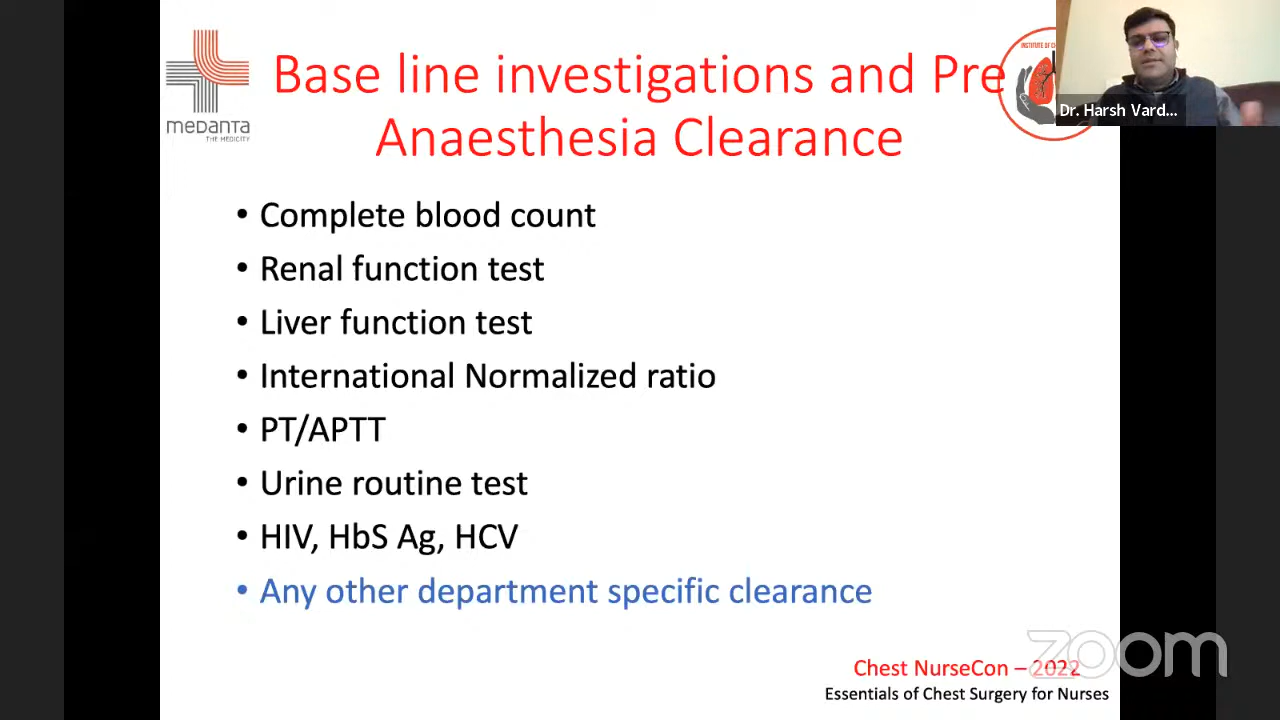 Base line investigations and Pre
Anaesthesia Clearance
medanta
THE MEDICITY
INSTITUTE OF
Dr. Harsh Vard...
• Complete blood count
• Renal function test
• Liver function test
• International Normalized ratio
• PT/APTT
• Urine routine test
• HIV, HbS Ag, HCV
• Any other department specific clearance
zoom
Chest NurseCon – 2022
Essentials of Chest Surgery for Nurses